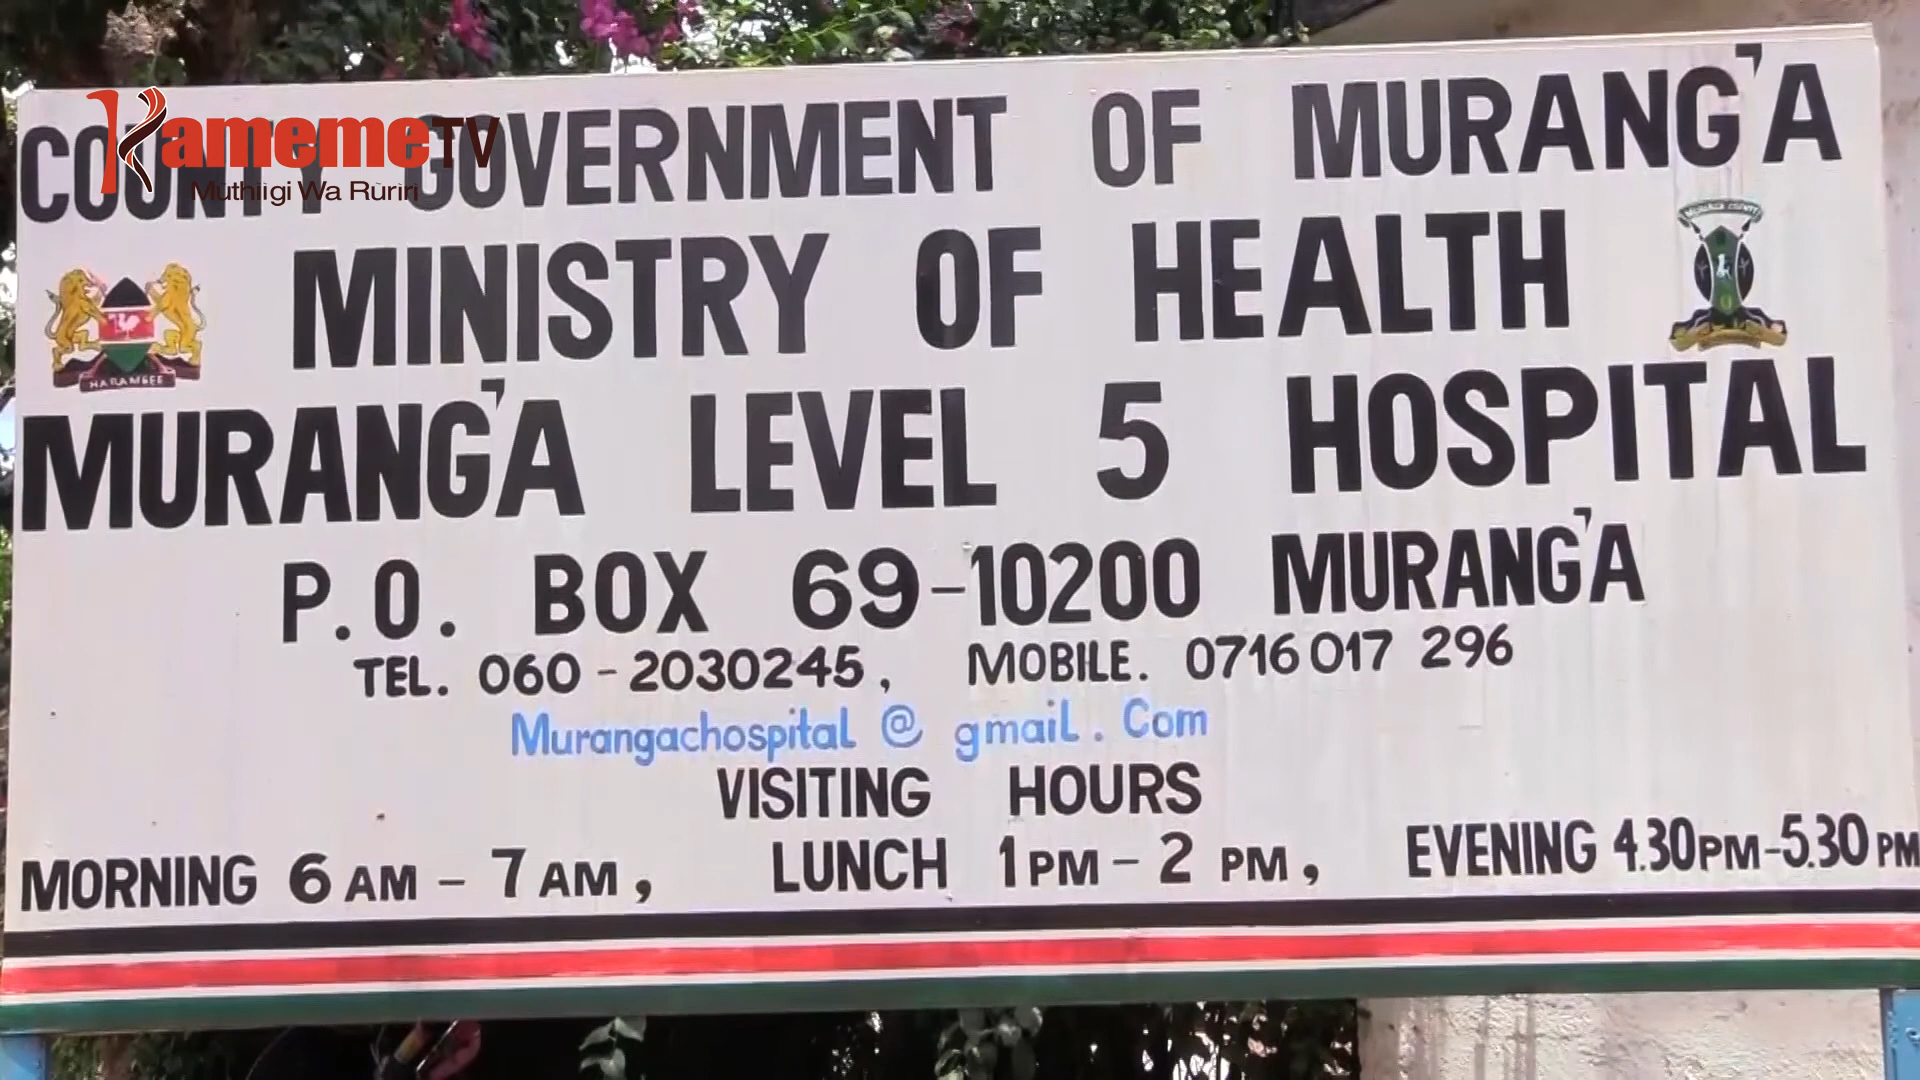 KamemeTV
Muthiigi Wa Rũrĩrĩ
COUNTY GOVERNMENT OF MURANG'A
MINISTRY OF HEALTH
HARAMBEE
MURANG'A LEVEL 5 HOSPITAL
P.O. BOX 69-10200 MURANG'A
TEL. 060-2030245, MOBILE. 0716 017 296
Murangachospital @ gmail . Com
VISITING HOURS
MORNING 6 AM - 7 AM, LUNCH 1 PM - 2 PM, EVENING 4.30 PM - 5.30 PM